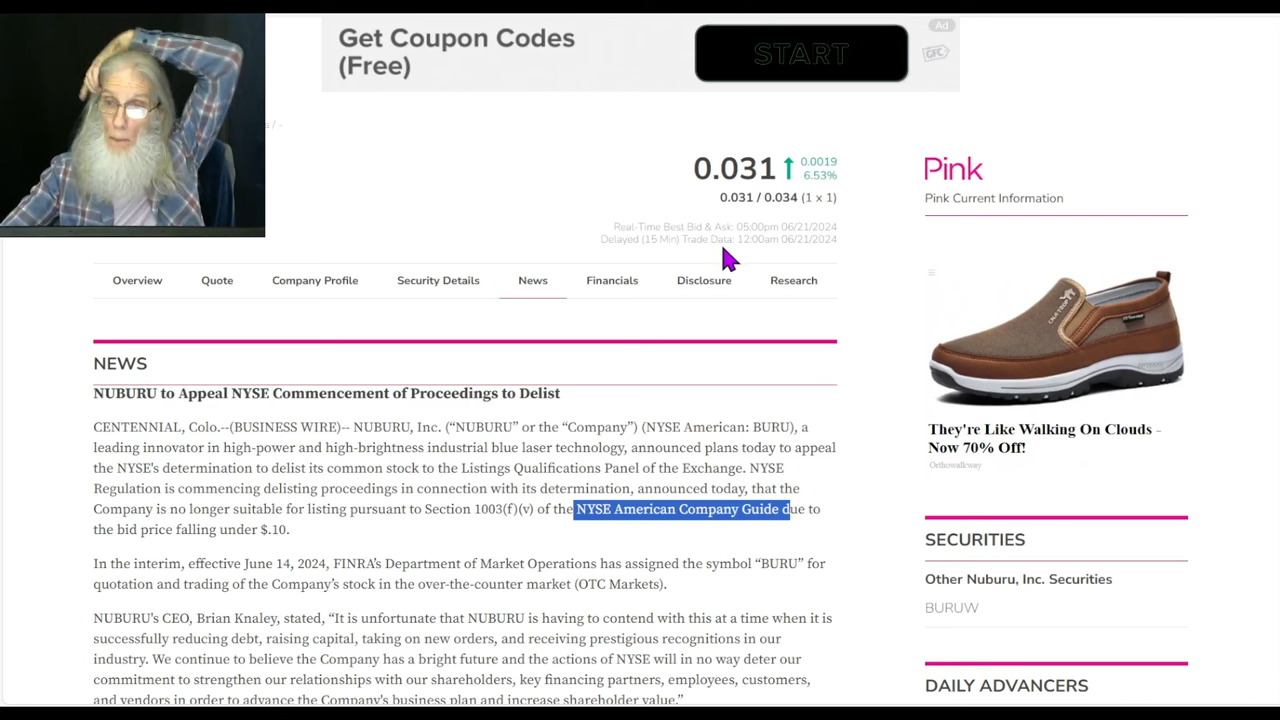 Get Coupon Codes
(Free)
START
Ad
GFC
0.031
0.0019
6.53%
0.031 / 0.034 (1 x 1)
Real-Time Best Bid & Ask: 05:00pm 06/21/2024
Delayed (15 Min) Trade Data: 12:00am 06/21/2024
Pink
Pink Current Information
Overview
Quote
Company Profile
Security Details
News
Financials
Disclosure
Research
NEWS
NUBURU to Appeal NYSE Commencement of Proceedings to Delist
CENTENNIAL, Colo.--(BUSINESS WIRE)-- NUBURU, Inc. (“NUBURU” or the “Company”) (NYSE American: BURU), a
leading innovator in high-power and high-brightness industrial blue laser technology, announced plans today to appeal
the NYSE's determination to delist its common stock to the Listings Qualifications Panel of the Exchange. NYSE
Regulation is commencing delisting proceedings in connection with its determination, announced today, that the
Company is no longer suitable for listing pursuant to Section 1003(f)(v) of the NYSE American Company Guide due to
the bid price falling under $.10.
In the interim, effective June 14, 2024, FINRA’s Department of Market Operations has assigned the symbol “BURU” for
quotation and trading of the Company’s stock in the over-the-counter market (OTC Markets).
NUBURU's CEO, Brian Knaley, stated, “It is unfortunate that NUBURU is having to contend with this at a time when it is
successfully reducing debt, raising capital, taking on new orders, and receiving prestigious recognitions in our
industry. We continue to believe the Company has a bright future and the actions of NYSE will in no way deter our
commitment to strengthen our relationships with our shareholders, key financing partners, employees, customers,
and vendors in order to advance the Company's business plan and increase shareholder value.”
They're Like Walking On Clouds -
Now 70% Off!
Orthowalkway
SECURITIES
Other Nuburu, Inc. Securities
BURUW
DAILY ADVANCERS